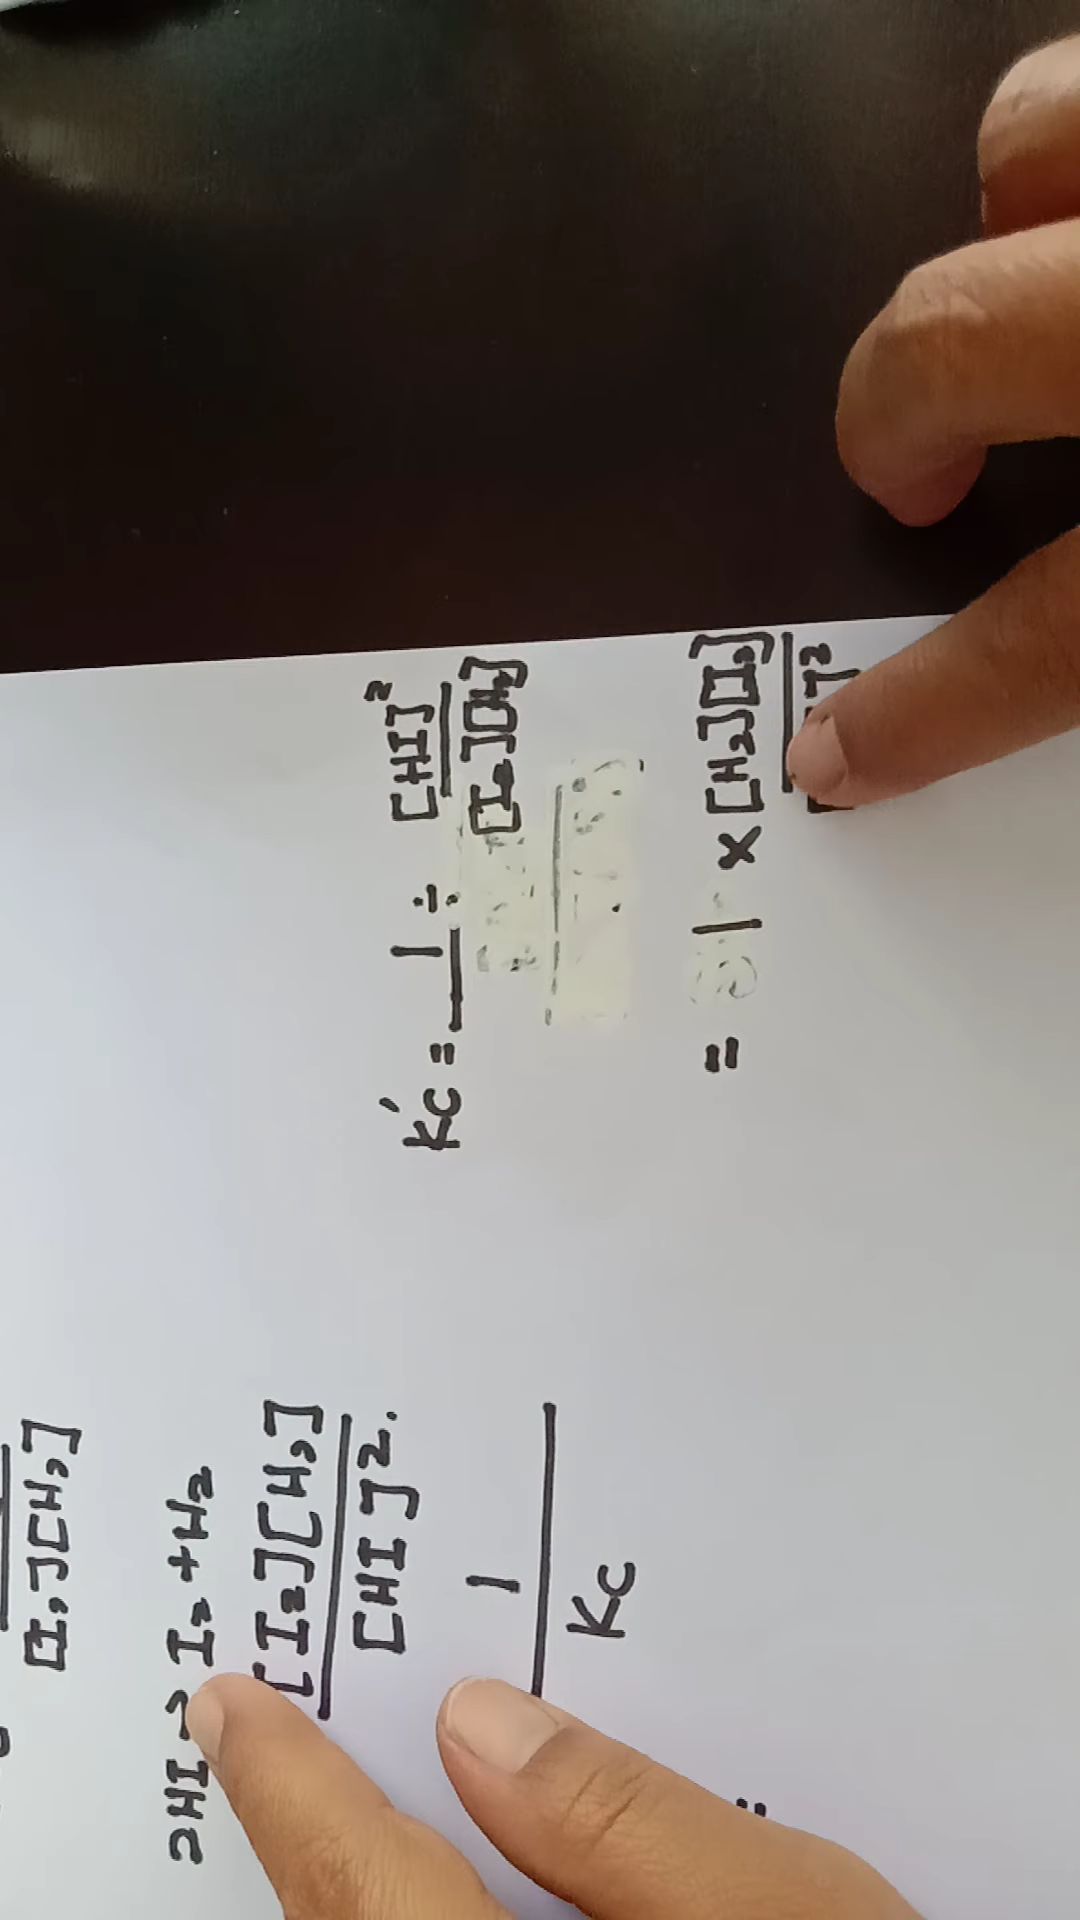 [I₂][H₂]
2HI → I₂ + H₂
[I₂][H₂]
[HI]².
1
Kc
K'c = 1 ÷ [HI]²
[I₂][H₂]
= 1 × [H₂][I₂]
]²
=